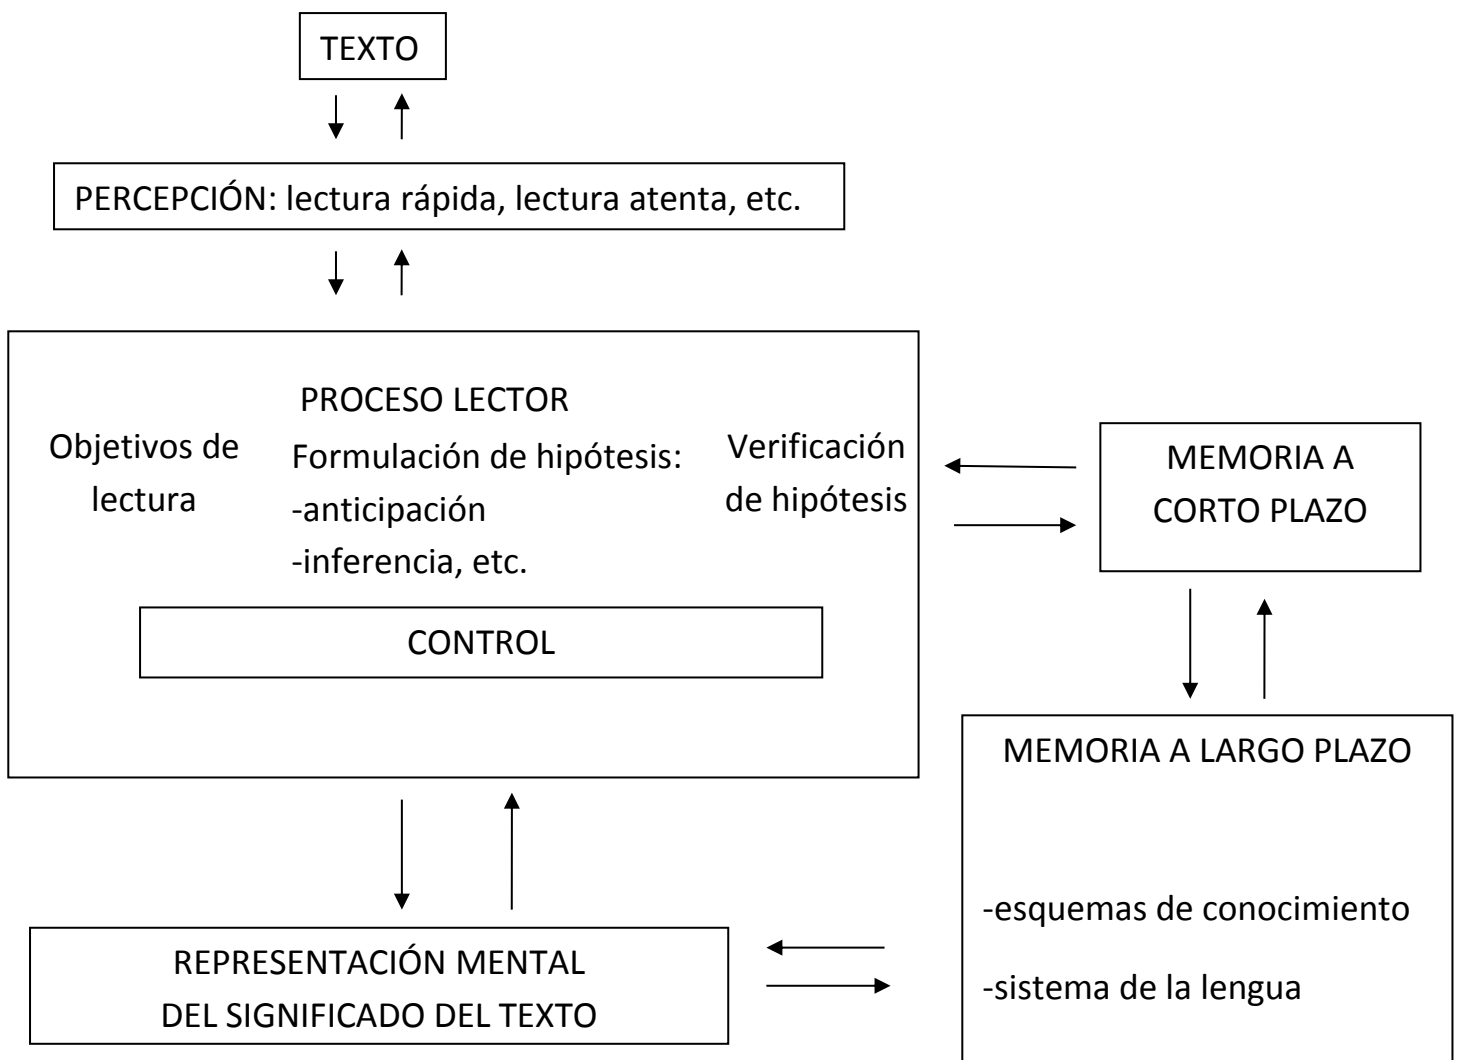 TEXTO
PERCEPCIÓN: lectura rápida, lectura atenta, etc.
PROCESO LECTOR
Objetivos de
lectura
Formulación de hipótesis:
-anticipación
-inferencia, etc.
Verificación
de hipótesis
CONTROL
MEMORIA A
CORTO PLAZO
MEMORIA A LARGO PLAZO
-esquemas de conocimiento
-sistema de la lengua
REPRESENTACIÓN MENTAL
DEL SIGNIFICADO DEL TEXTO